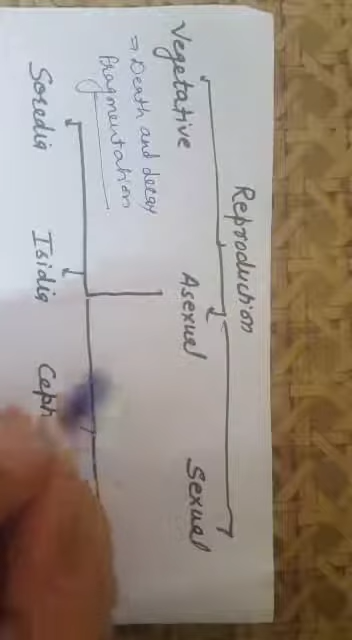 Reproduction
Vegetative Asexual Sexual
⇒ Death and decay
Fragmentation
Soredia Isidia Ceph